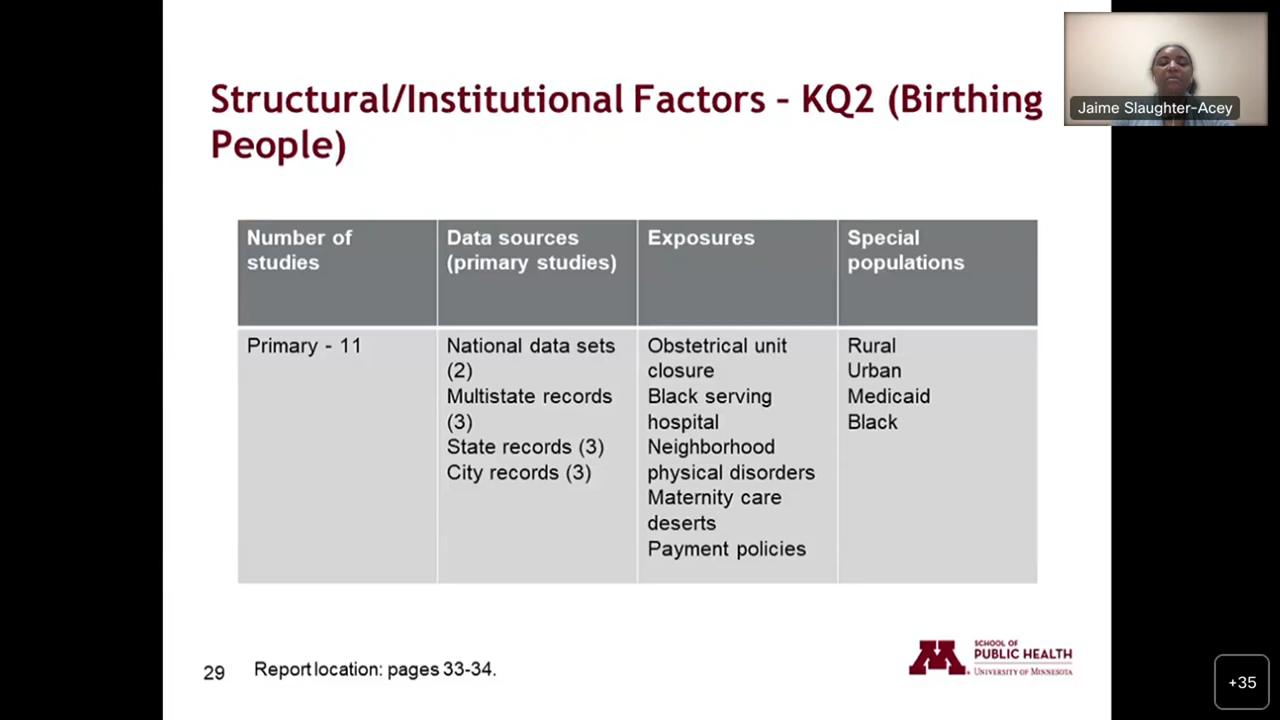 Structural/Institutional Factors - KQ2 (Birthing
People)
Jaime Slaughter-Acey
Number of
studies
Data sources
(primary studies)
Exposures
Special
populations
Primary - 11
National data sets
(2)
Multistate records
(3)
State records (3)
City records (3)
Obstetrical unit
closure
Black serving
hospital
Neighborhood
physical disorders
Maternity care
deserts
Payment policies
Rural
Urban
Medicaid
Black
29
Report location: pages 33-34.
M
SCHOOL OF
PUBLIC HEALTH
UNIVERSITY OF MINNESOTA
+35